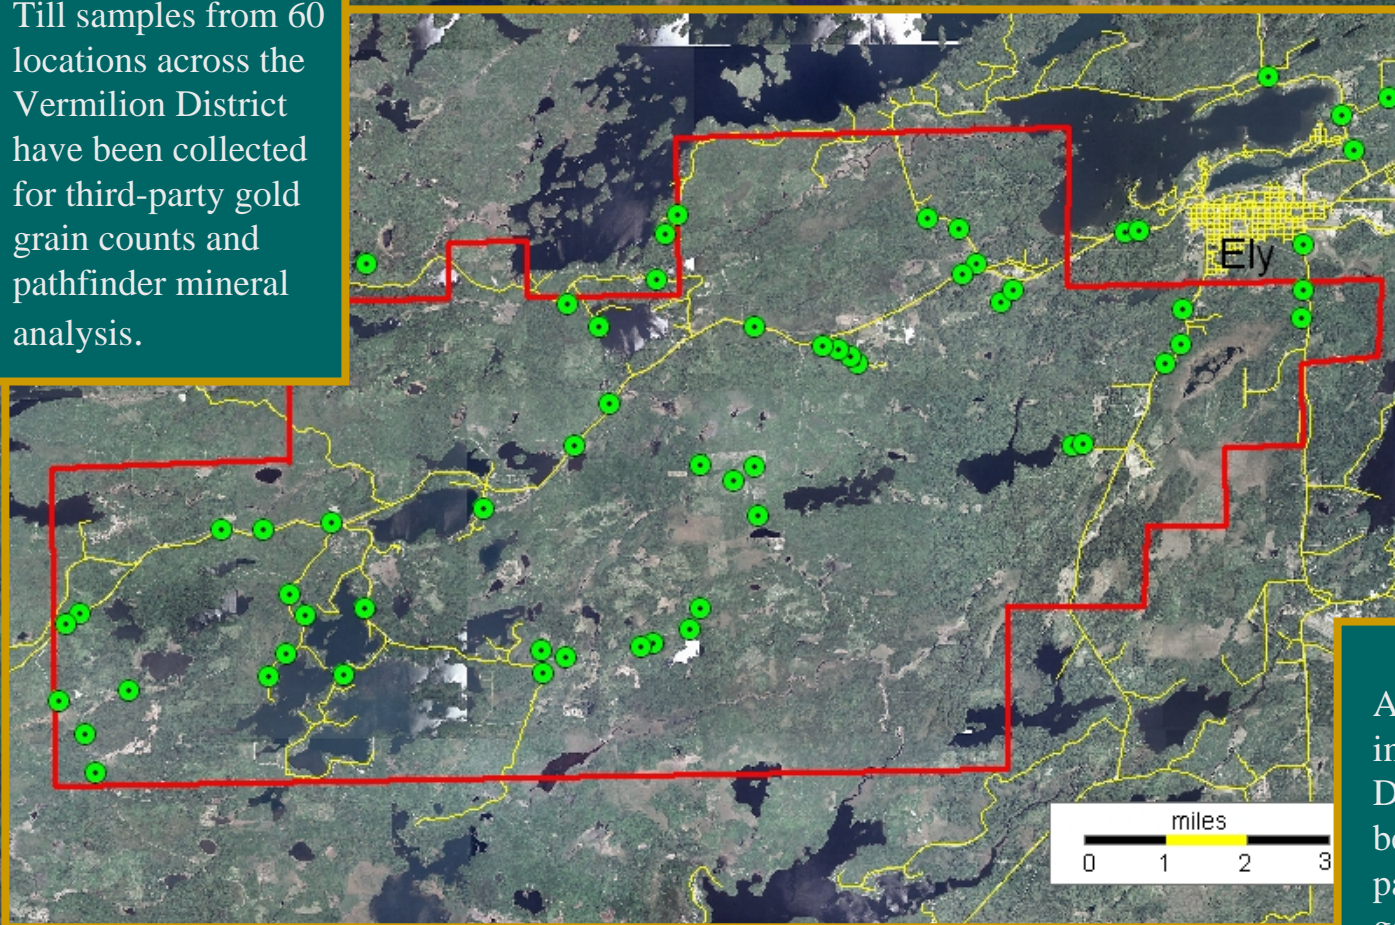 Till samples from 60
locations across the
Vermilion District
have been collected
for third-party gold
grain counts and
pathfinder mineral
analysis.
Ely
miles
0 1 2 3